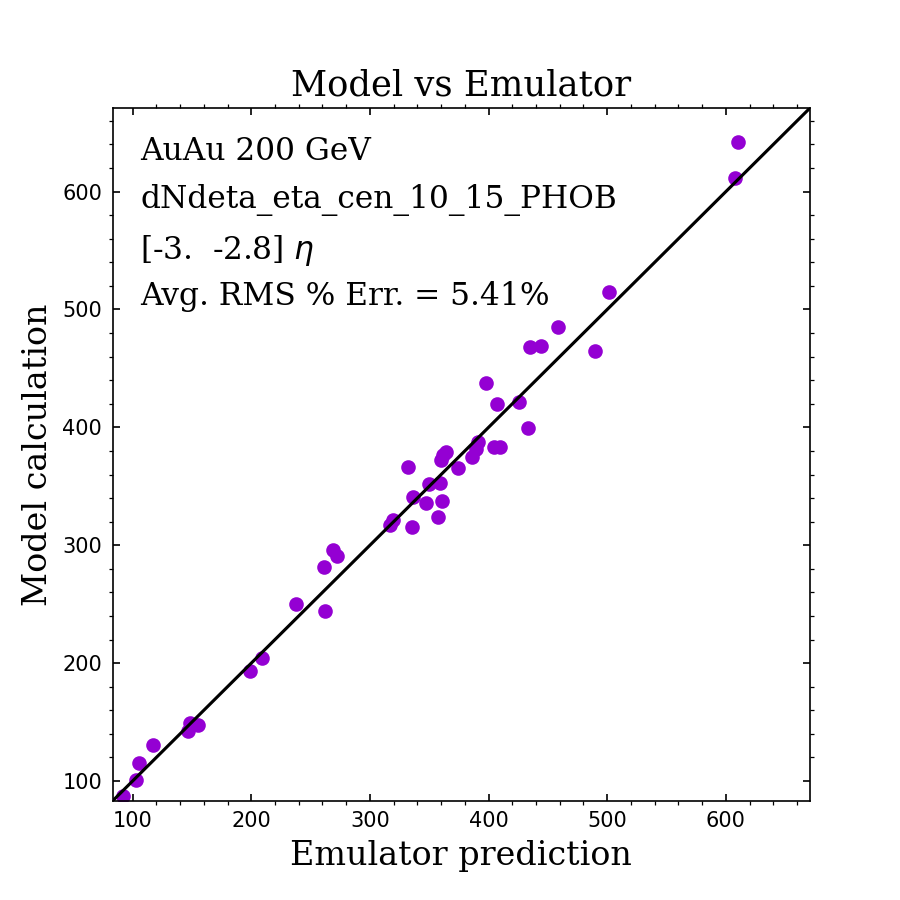 Model vs Emulator
AuAu 200 GeV
dNdeta_eta_cen_10_15_PHOB
[-3.  -2.8] η
Avg. RMS % Err. = 5.41%
Model calculation
600
500
400
300
200
100
100 200 300 400 500 600
Emulator prediction